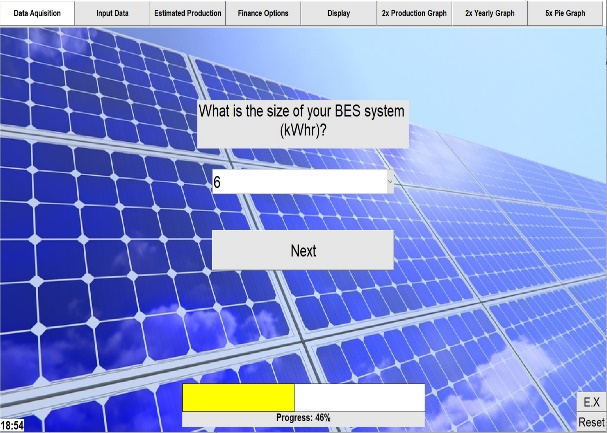 Data Aquisition Input Data Estimated Production Finance Options Display 2x Production Graph 2x Yearly Graph 5x Pie Graph
What is the size of your BES system
(kWhr)?
6
Next
Progress: 46%
E.X
18:54 Reset